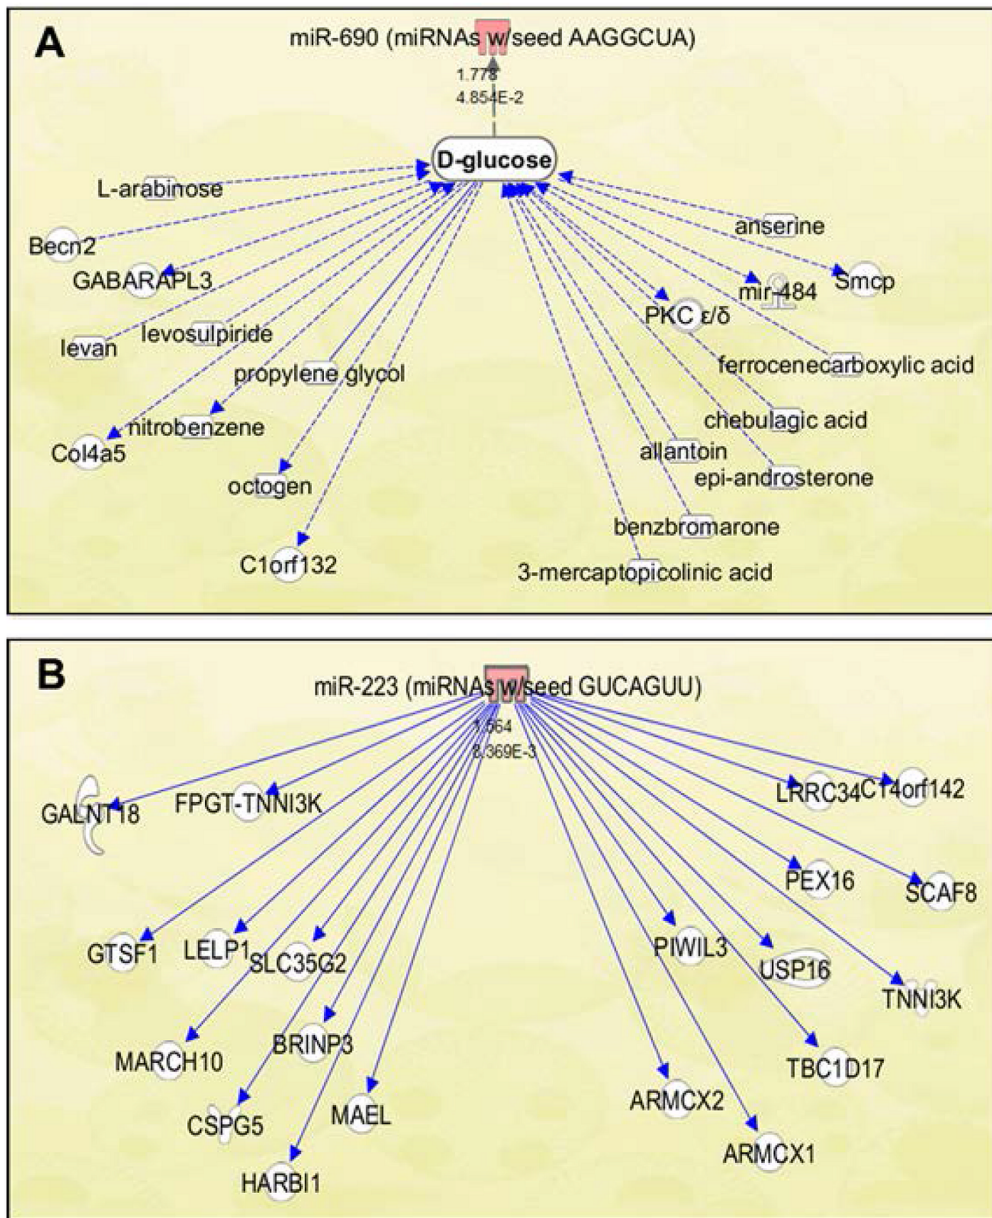 A
miR-690 (miRNAs w/seed AAGGCUA)
1.778
4.854E-2
D-glucose
L-arabinose
anserine
Becn2
GABARAPL3
Smcp
mir-484
PKC ε/δ
levosulpiride
levan
ferrocenecarboxylic acid
propylene glycol
chebulagic acid
nitrobenzene
Col4a5
allantoin
epi-androsterone
octogen
benzbromarone
C1orf132
3-mercaptopicolinic acid
B
miR-223 (miRNAs w/seed GUCAGUU)
1.564
8.369E-3
GALNT18
FPGT-TNNI3K
LRRC34
C14orf142
PEX16
SCAF8
GTSF1
LELP1
SLC35G2
PIWIL3
USP16
TNNI3K
MARCH10
BRINP3
TBC1D17
CSPG5
MAEL
ARMCX2
HARBI1
ARMCX1